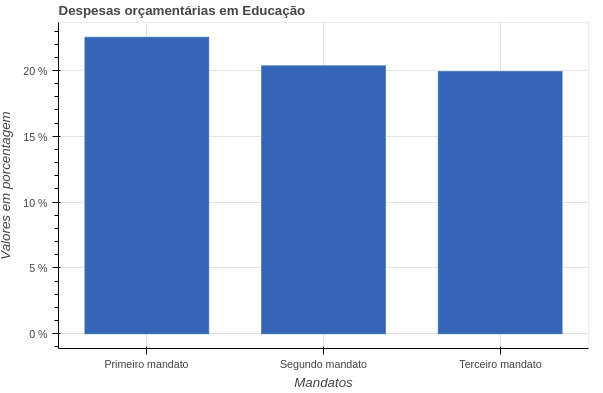 Despesas orçamentárias em Educação
Valores em porcentagem
20 %
15 %
10 %
5 %
0 %
Primeiro mandato
Segundo mandato
Terceiro mandato
Mandatos